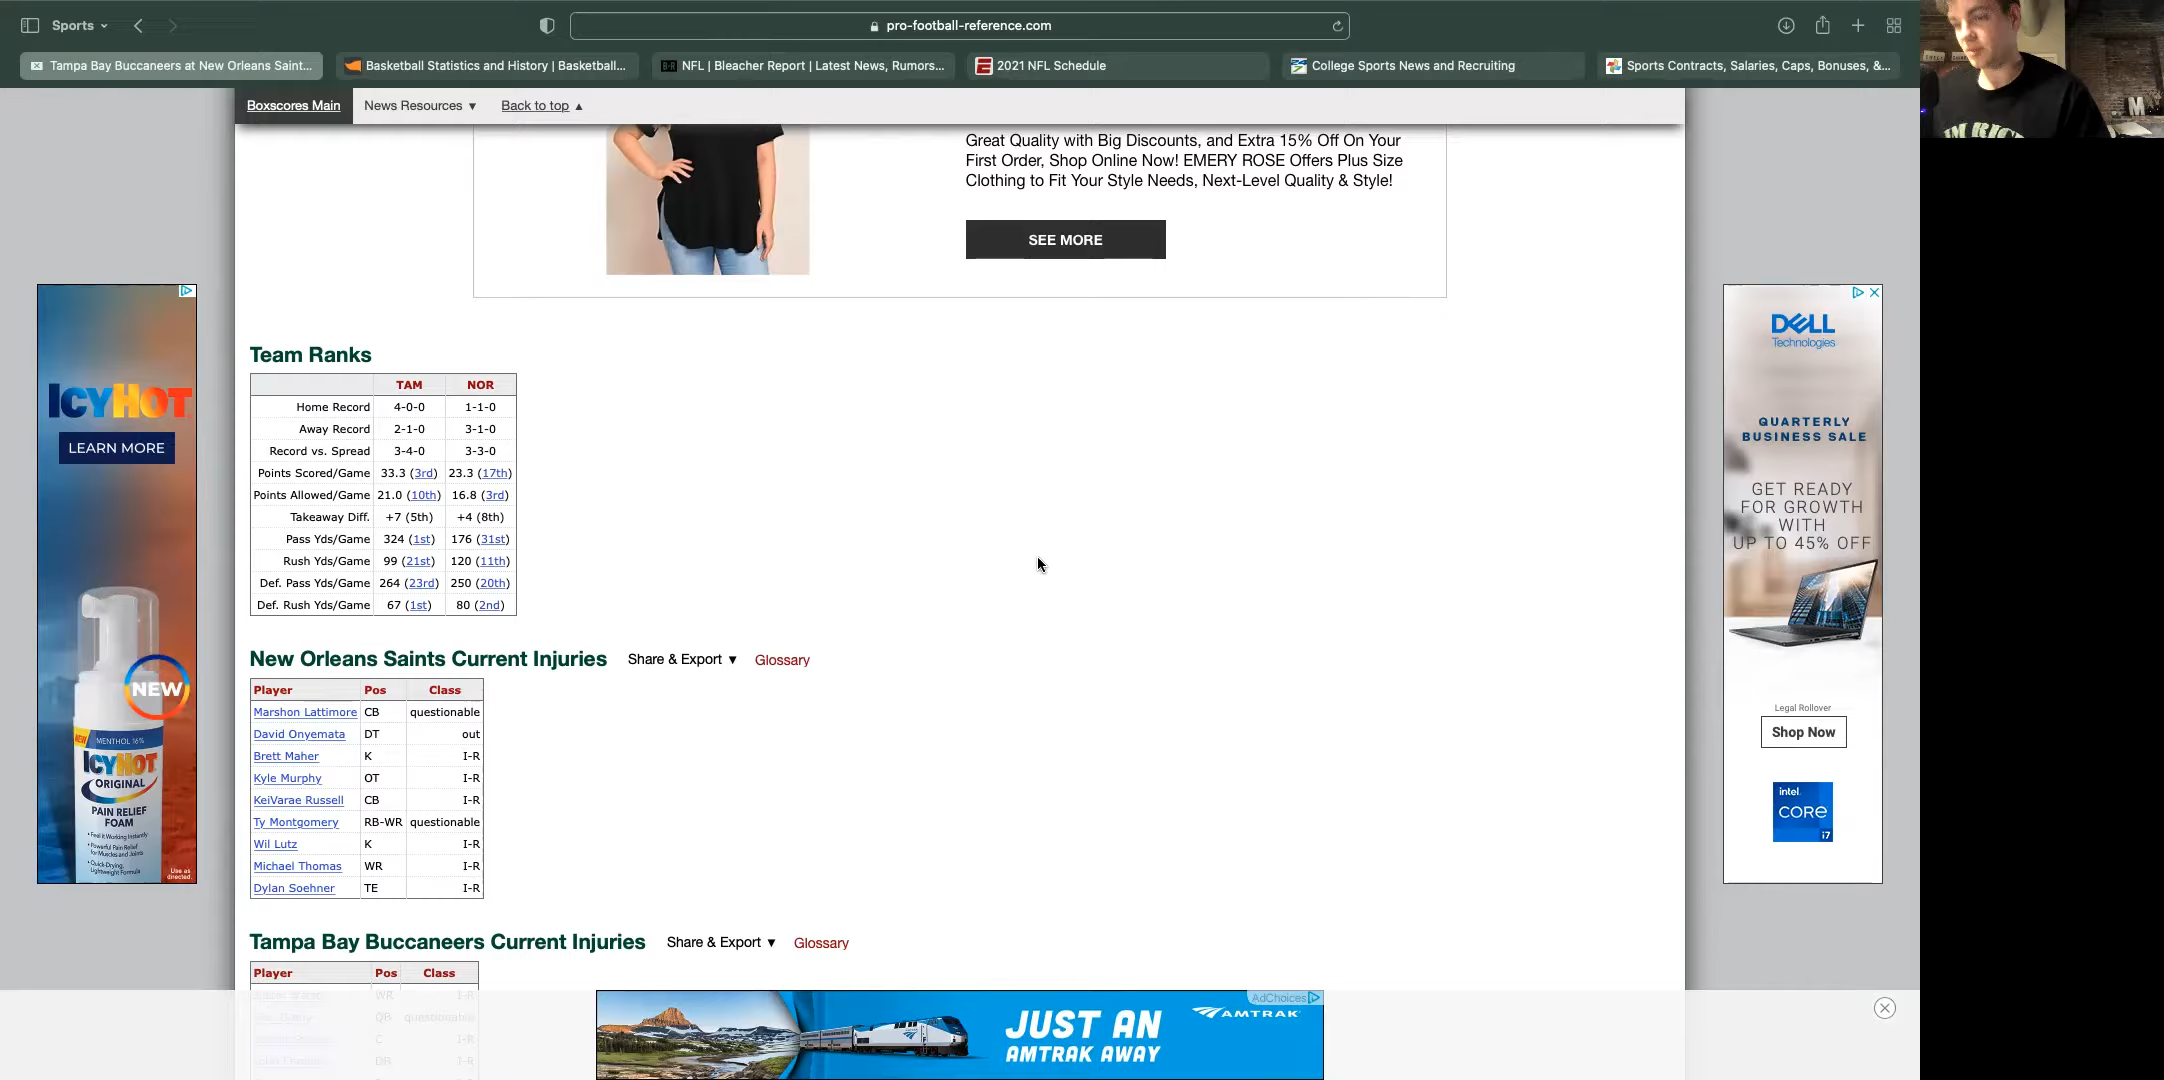 Sports
pro-football-reference.com
Tampa Bay Buccaneers at New Orleans Saint...
Basketball Statistics and History | Basketball...
B/R NFL | Bleacher Report | Latest News, Rumors...
2021 NFL Schedule
College Sports News and Recruiting
Sports Contracts, Salaries, Caps, Bonuses, &...
Boxscores Main News Resources ▼ Back to top ▲
Great Quality with Big Discounts, and Extra 15% Off On Your
First Order, Shop Online Now! EMERY ROSE Offers Plus Size
Clothing to Fit Your Style Needs, Next-Level Quality & Style!
SEE MORE
Team Ranks
TAM NOR
Home Record 4-0-0 1-1-0
Away Record 2-1-0 3-1-0
Record vs. Spread 3-4-0 3-3-0
Points Scored/Game 33.3 (3rd) 23.3 (17th)
Points Allowed/Game 21.0 (10th) 16.8 (3rd)
Takeaway Diff. +7 (5th) +4 (8th)
Pass Yds/Game 324 (1st) 176 (31st)
Rush Yds/Game 99 (21st) 120 (11th)
Def. Pass Yds/Game 264 (23rd) 250 (20th)
Def. Rush Yds/Game 67 (1st) 80 (2nd)
New Orleans Saints Current Injuries Share & Export ▼ Glossary
Player Pos Class
Marshon Lattimore CB questionable
David Onyemata DT out
Brett Maher K I-R
Kyle Murphy OT I-R
KeiVarae Russell CB I-R
Ty Montgomery RB-WR questionable
Wil Lutz K I-R
Michael Thomas WR I-R
Dylan Soehner TE I-R
Tampa Bay Buccaneers Current Injuries Share & Export ▼ Glossary
Player Pos Class
WR I-R
QB questionable
C I-R
DB I-R
ICYHOT
LEARN MORE
NEW
NEW MENTHOL 16%
ICYHOT
ORIGINAL
PAIN RELIEF
FOAM
Use as
directed.
DELL
Technologies
QUARTERLY
BUSINESS SALE
GET READY
FOR GROWTH
WITH
UP TO 45% OFF
Legal Rollover
Shop Now
intel.
CORE
i7
AdChoices
JUST AN
AMTRAK AWAY
AMTRAK
M